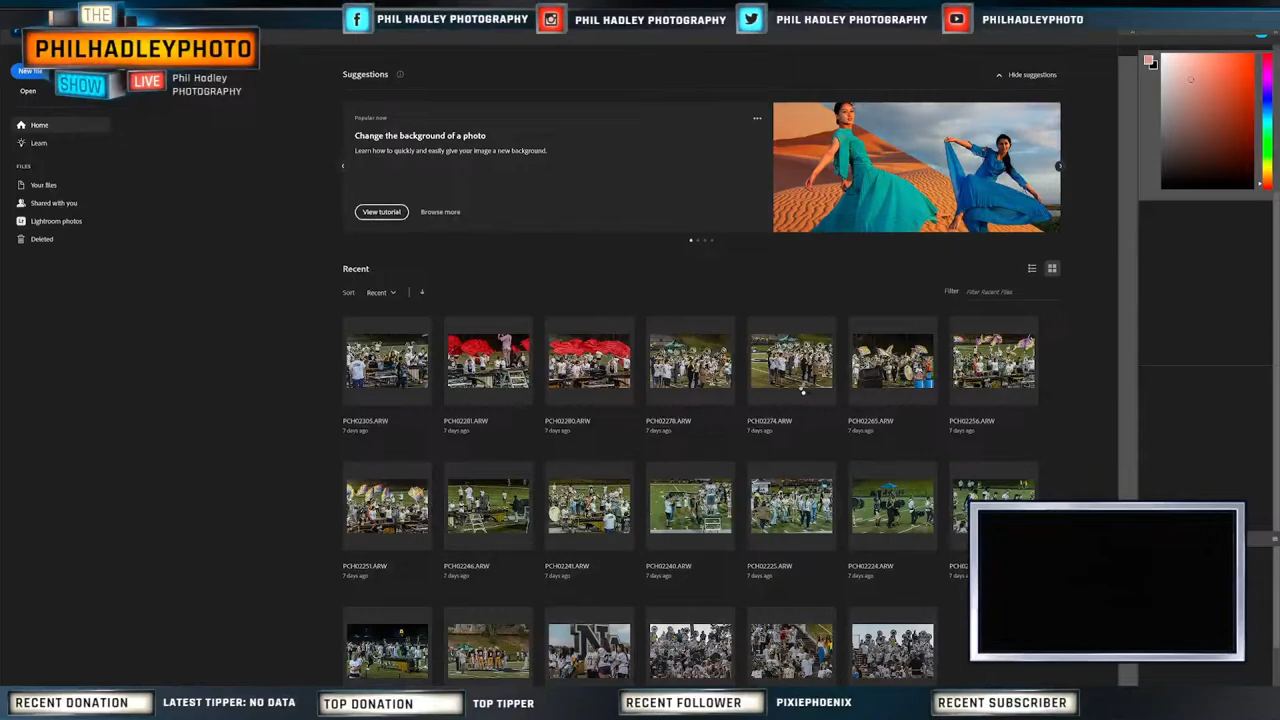 THE
PHILHADLEYPHOTO
SHOW
LIVE
Phil Hadley
PHOTOGRAPHY
PHIL HADLEY PHOTOGRAPHY
PHIL HADLEY PHOTOGRAPHY
PHIL HADLEY PHOTOGRAPHY
PHILHADLEYPHOTO
New file
Open
Home
Learn
FILES
Your files
Shared with you
Lightroom photos
Deleted
Suggestions
Hide suggestions
Popular now
Change the background of a photo
Learn how to quickly and easily give your image a new background.
View tutorial
Browse more
Recent
Sort Recent
Filter Filter Recent Files
PCH02305.ARW PCH02281.ARW PCH02280.ARW PCH02278.ARW PCH02274.ARW PCH02265.ARW PCH02256.ARW
7 days ago 7 days ago 7 days ago 7 days ago 7 days ago 7 days ago 7 days ago
PCH02251.ARW PCH02246.ARW PCH02241.ARW PCH02240.ARW PCH02225.ARW PCH02224.ARW
7 days ago 7 days ago 7 days ago 7 days ago 7 days ago 7 days ago
RECENT DONATION LATEST TIPPER: NO DATA TOP DONATION TOP TIPPER RECENT FOLLOWER PIXIEPHOENIX RECENT SUBSCRIBER